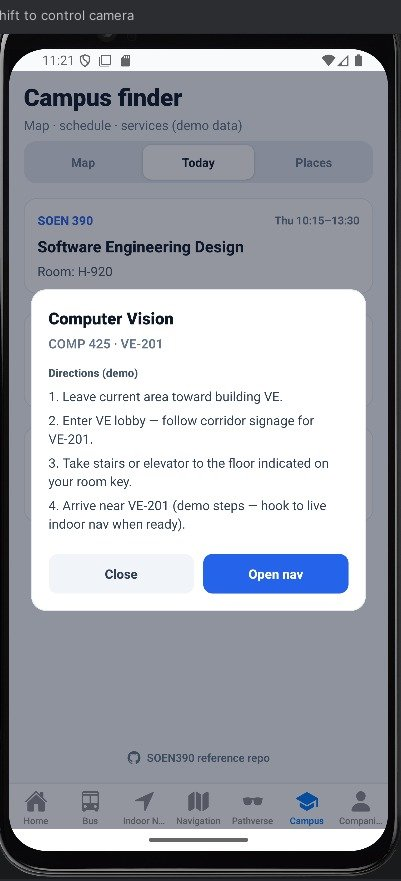 hift to control camera
11:21
Campus finder
Map · schedule · services (demo data)
Map Today Places
SOEN 390 Thu 10:15–13:30
Software Engineering Design
Room: H-920
Computer Vision
COMP 425 · VE-201
Directions (demo)
1. Leave current area toward building VE.
2. Enter VE lobby — follow corridor signage for
VE-201.
3. Take stairs or elevator to the floor indicated on
your room key.
4. Arrive near VE-201 (demo steps — hook to live
indoor nav when ready).
Close Open nav
SOEN390 reference repo
Home Bus Indoor N... Navigation Pathverse Campus Compani...